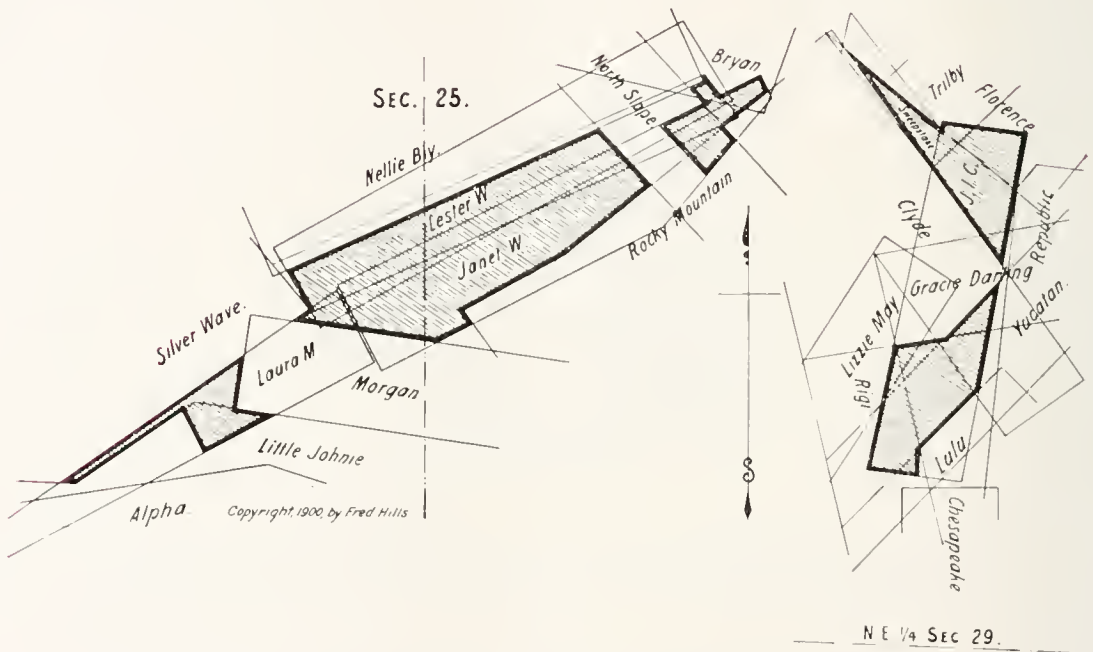 SEC. 25.
Nellie Bly.
North Slope
Bryan
Lester W
Janet W
Rocky Mountain
Silver Wave.
Laura M
Morgan
Little Johnie
Alpha.
Copyright, 1900, by Fred Hills
S
Trilby
Florence
J.I.C.
Clyde
Republic
Gracie Darling
Yucatan.
Lizzie May
Rigi
Lulu
Chesapeake
N E 1/4 SEC 29.